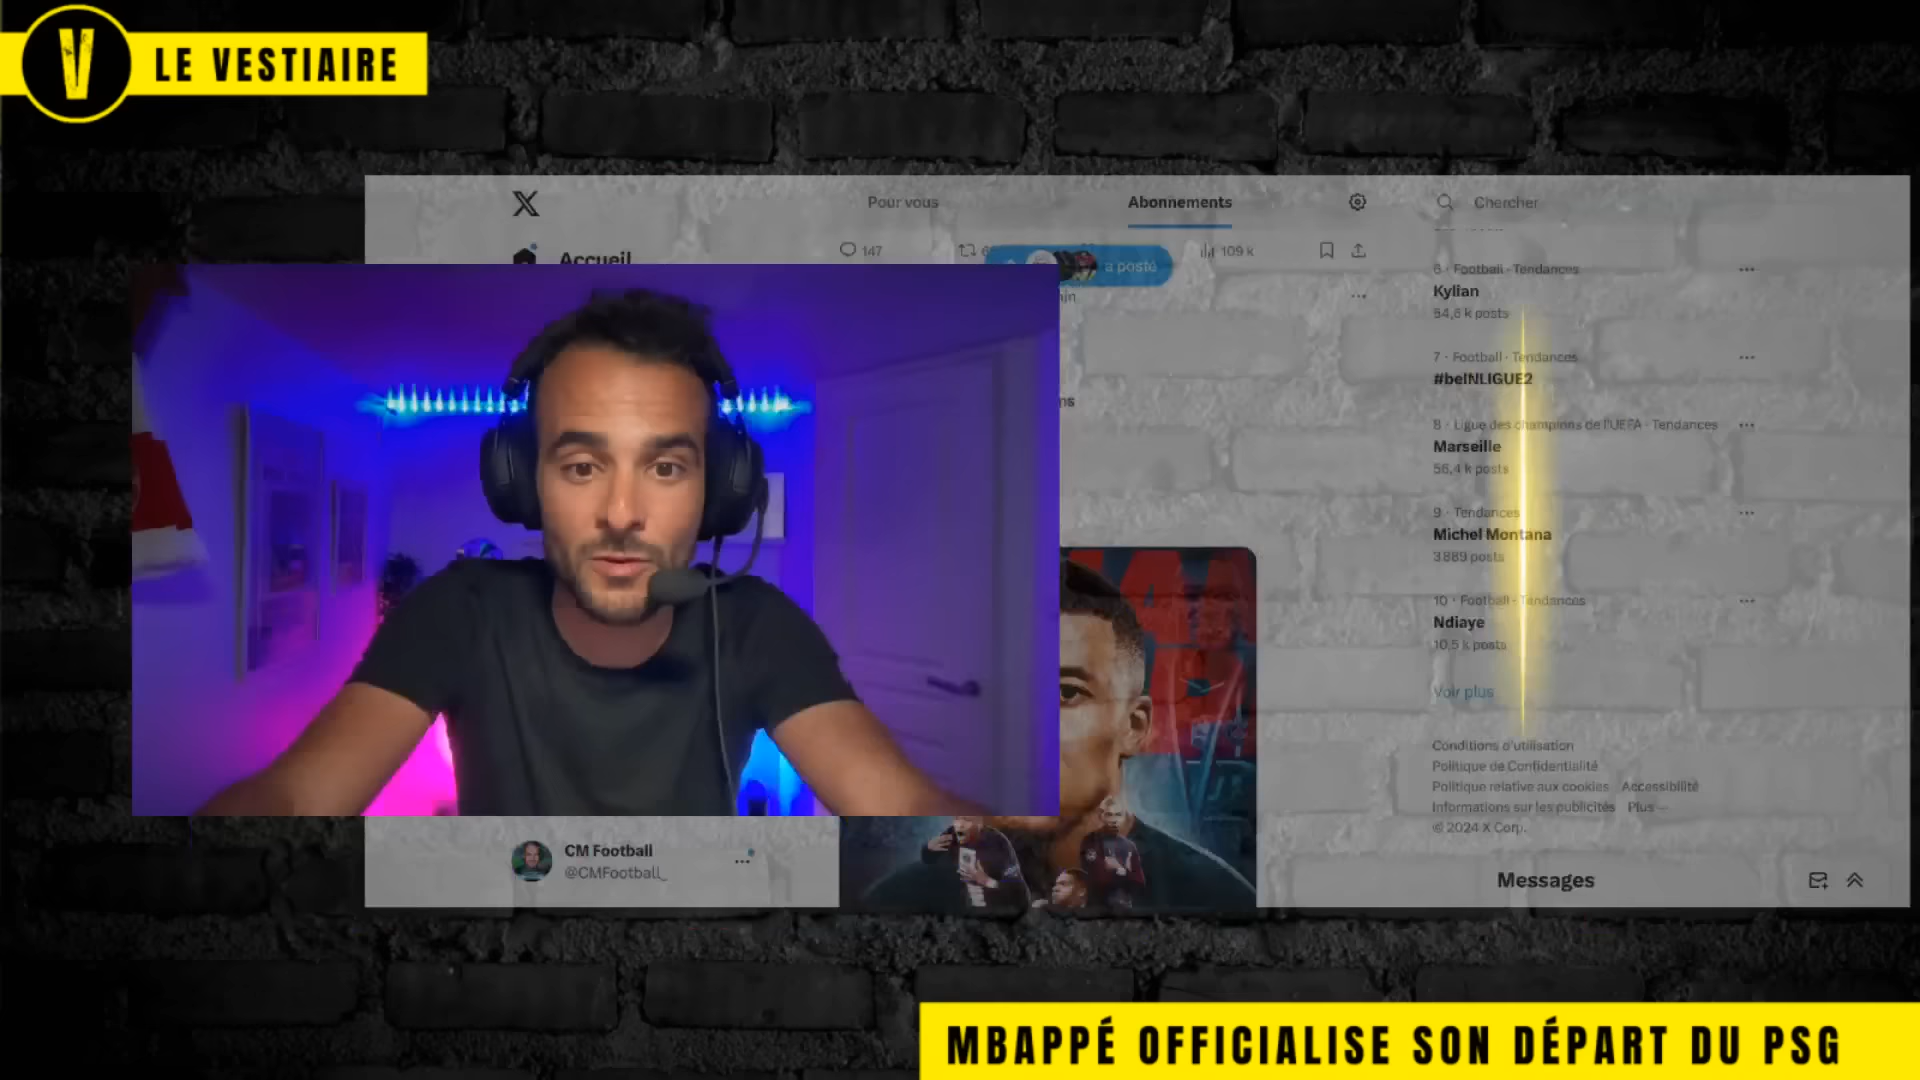 V
LE VESTIAIRE
X
Pour vous
Abonnements
Chercher
Accueil
147
109 k
a posté
6 · Football · Tendances
Kylian
54,6 k posts
7 · Football · Tendances
#beINLIGUE2
8 · Ligue des champions de l'UEFA · Tendances
Marseille
56,4 k posts
9 · Tendances
Michel Montana
3 889 posts
10 · Football · Tendances
Ndiaye
10,5 k posts
Voir plus
Conditions d'utilisation
Politique de Confidentialité
Politique relative aux cookies Accessibilité
Informations sur les publicités Plus
© 2024 X Corp.
CM Football
@CMFootball_
Messages
MBAPPÉ OFFICIALISE SON DÉPART DU PSG